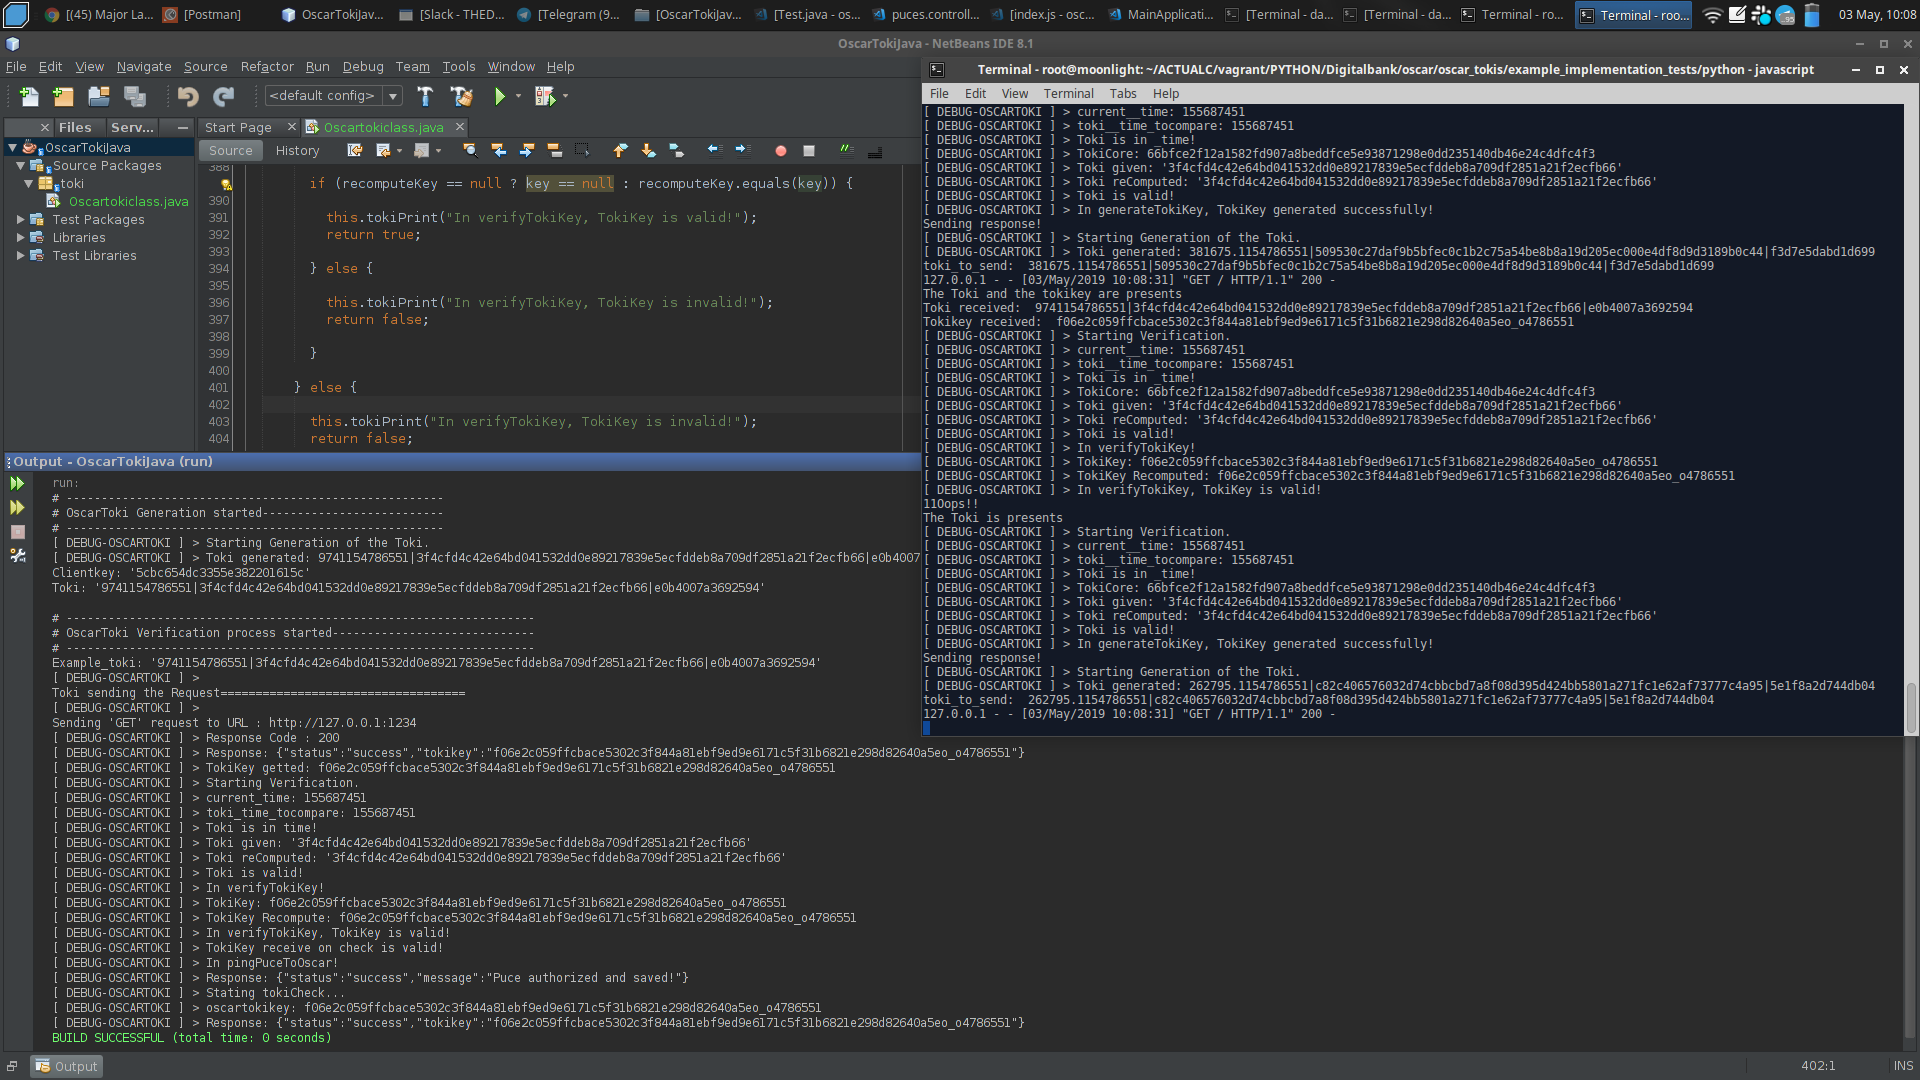 [(45) Major La...
[Postman]
OscarTokiJav...
[Slack - THED...
[Telegram (9...
[OscarTokiJav...
[Test.java - os...
puces.controll...
[index.js - osc...
MainApplicati...
[Terminal - da...
[Terminal - da...
Terminal - ro...
Terminal - roo...
03 May, 10:08
OscarTokiJava - NetBeans IDE 8.1
File Edit View Navigate Source Refactor Run Debug Team Tools Window Help
<default config>
Files Serv...
Start Page
Oscartokiclass.java
Source History
OscarTokiJava
Source Packages
toki
Oscartokiclass.java
Test Packages
Libraries
Test Libraries
388
if (recomputeKey == null ? key == null : recomputeKey.equals(key)) {
390
391 this.tokiPrint("In verifyTokiKey, TokiKey is valid!");
392 return true;
393
394 } else {
395
396 this.tokiPrint("In verifyTokiKey, TokiKey is invalid!");
397 return false;
398
399 }
400
401 } else {
402
403 this.tokiPrint("In verifyTokiKey, TokiKey is invalid!");
404 return false;
Output - OscarTokiJava (run)
run:
# ------------------------------------------------------
# OscarToki Generation started--------------------------
# ------------------------------------------------------
[ DEBUG-OSCARTOKI ] > Starting Generation of the Toki.
[ DEBUG-OSCARTOKI ] > Toki generated: 9741154786551|3f4cfd4c42e64bd041532dd0e89217839e5ecfddeb8a709df2851a21f2ecfb66|e0b4007
Clientkey: '5cbc654dc3355e382201615c'
Toki: '9741154786551|3f4cfd4c42e64bd041532dd0e89217839e5ecfddeb8a709df2851a21f2ecfb66|e0b4007a3692594'
# -------------------------------------------------------------------
# OscarToki Verification process started-----------------------------
# -------------------------------------------------------------------
Example_toki: '9741154786551|3f4cfd4c42e64bd041532dd0e89217839e5ecfddeb8a709df2851a21f2ecfb66|e0b4007a3692594'
[ DEBUG-OSCARTOKI ] >
Toki sending the Request===================================
[ DEBUG-OSCARTOKI ] >
Sending 'GET' request to URL : http://127.0.0.1:1234
[ DEBUG-OSCARTOKI ] > Response Code : 200
[ DEBUG-OSCARTOKI ] > Response: {"status":"success","tokikey":"f06e2c059ffcbace5302c3f844a81ebf9ed9e6171c5f31b6821e298d82640a5eo_o4786551"}
[ DEBUG-OSCARTOKI ] > TokiKey getted: f06e2c059ffcbace5302c3f844a81ebf9ed9e6171c5f31b6821e298d82640a5eo_o4786551
[ DEBUG-OSCARTOKI ] > Starting Verification.
[ DEBUG-OSCARTOKI ] > current_time: 155687451
[ DEBUG-OSCARTOKI ] > toki_time_tocompare: 155687451
[ DEBUG-OSCARTOKI ] > Toki is in time!
[ DEBUG-OSCARTOKI ] > Toki given: '3f4cfd4c42e64bd041532dd0e89217839e5ecfddeb8a709df2851a21f2ecfb66'
[ DEBUG-OSCARTOKI ] > Toki reComputed: '3f4cfd4c42e64bd041532dd0e89217839e5ecfddeb8a709df2851a21f2ecfb66'
[ DEBUG-OSCARTOKI ] > Toki is valid!
[ DEBUG-OSCARTOKI ] > In verifyTokiKey!
[ DEBUG-OSCARTOKI ] > TokiKey: f06e2c059ffcbace5302c3f844a81ebf9ed9e6171c5f31b6821e298d82640a5eo_o4786551
[ DEBUG-OSCARTOKI ] > TokiKey Recompute: f06e2c059ffcbace5302c3f844a81ebf9ed9e6171c5f31b6821e298d82640a5eo_o4786551
[ DEBUG-OSCARTOKI ] > In verifyTokiKey, TokiKey is valid!
[ DEBUG-OSCARTOKI ] > TokiKey receive on check is valid!
[ DEBUG-OSCARTOKI ] > In pingPuceToOscar!
[ DEBUG-OSCARTOKI ] > Response: {"status":"success","message":"Puce authorized and saved!"}
[ DEBUG-OSCARTOKI ] > Stating tokiCheck...
[ DEBUG-OSCARTOKI ] > oscartokikey: f06e2c059ffcbace5302c3f844a81ebf9ed9e6171c5f31b6821e298d82640a5eo_o4786551
[ DEBUG-OSCARTOKI ] > Response: {"status":"success","tokikey":"f06e2c059ffcbace5302c3f844a81ebf9ed9e6171c5f31b6821e298d82640a5eo_o4786551"}
BUILD SUCCESSFUL (total time: 0 seconds)
Output
402:1 INS
Terminal - root@moonlight: ~/ACTUALC/vagrant/PYTHON/Digitalbank/oscar/oscar_tokis/example_implementation_tests/python - javascript
File Edit View Terminal Tabs Help
[ DEBUG-OSCARTOKI ] > current__time: 155687451
[ DEBUG-OSCARTOKI ] > toki__time_tocompare: 155687451
[ DEBUG-OSCARTOKI ] > Toki is in _time!
[ DEBUG-OSCARTOKI ] > TokiCore: 66bfce2f12a1582fd907a8beddfce5e93871298e0dd235140db46e24c4dfc4f3
[ DEBUG-OSCARTOKI ] > Toki given: '3f4cfd4c42e64bd041532dd0e89217839e5ecfddeb8a709df2851a21f2ecfb66'
[ DEBUG-OSCARTOKI ] > Toki reComputed: '3f4cfd4c42e64bd041532dd0e89217839e5ecfddeb8a709df2851a21f2ecfb66'
[ DEBUG-OSCARTOKI ] > Toki is valid!
[ DEBUG-OSCARTOKI ] > In generateTokiKey, TokiKey generated successfully!
Sending response!
[ DEBUG-OSCARTOKI ] > Starting Generation of the Toki.
[ DEBUG-OSCARTOKI ] > Toki generated: 381675.1154786551|509530c27daf9b5bfec0c1b2c75a54be8b8a19d205ec000e4df8d9d3189b0c44|f3d7e5dabd1d699
toki_to_send:  381675.1154786551|509530c27daf9b5bfec0c1b2c75a54be8b8a19d205ec000e4df8d9d3189b0c44|f3d7e5dabd1d699
127.0.0.1 - - [03/May/2019 10:08:31] "GET / HTTP/1.1" 200 -
The Toki and the tokikey are presents
Toki received:  9741154786551|3f4cfd4c42e64bd041532dd0e89217839e5ecfddeb8a709df2851a21f2ecfb66|e0b4007a3692594
Tokikey received:  f06e2c059ffcbace5302c3f844a81ebf9ed9e6171c5f31b6821e298d82640a5eo_o4786551
[ DEBUG-OSCARTOKI ] > Starting Verification.
[ DEBUG-OSCARTOKI ] > current__time: 155687451
[ DEBUG-OSCARTOKI ] > toki__time_tocompare: 155687451
[ DEBUG-OSCARTOKI ] > Toki is in _time!
[ DEBUG-OSCARTOKI ] > TokiCore: 66bfce2f12a1582fd907a8beddfce5e93871298e0dd235140db46e24c4dfc4f3
[ DEBUG-OSCARTOKI ] > Toki given: '3f4cfd4c42e64bd041532dd0e89217839e5ecfddeb8a709df2851a21f2ecfb66'
[ DEBUG-OSCARTOKI ] > Toki reComputed: '3f4cfd4c42e64bd041532dd0e89217839e5ecfddeb8a709df2851a21f2ecfb66'
[ DEBUG-OSCARTOKI ] > Toki is valid!
[ DEBUG-OSCARTOKI ] > In verifyTokiKey!
[ DEBUG-OSCARTOKI ] > TokiKey: f06e2c059ffcbace5302c3f844a81ebf9ed9e6171c5f31b6821e298d82640a5eo_o4786551
[ DEBUG-OSCARTOKI ] > TokiKey Recomputed: f06e2c059ffcbace5302c3f844a81ebf9ed9e6171c5f31b6821e298d82640a5eo_o4786551
[ DEBUG-OSCARTOKI ] > In verifyTokiKey, TokiKey is valid!
11Oops!!
The Toki is presents
[ DEBUG-OSCARTOKI ] > Starting Verification.
[ DEBUG-OSCARTOKI ] > current__time: 155687451
[ DEBUG-OSCARTOKI ] > toki__time_tocompare: 155687451
[ DEBUG-OSCARTOKI ] > Toki is in _time!
[ DEBUG-OSCARTOKI ] > TokiCore: 66bfce2f12a1582fd907a8beddfce5e93871298e0dd235140db46e24c4dfc4f3
[ DEBUG-OSCARTOKI ] > Toki given: '3f4cfd4c42e64bd041532dd0e89217839e5ecfddeb8a709df2851a21f2ecfb66'
[ DEBUG-OSCARTOKI ] > Toki reComputed: '3f4cfd4c42e64bd041532dd0e89217839e5ecfddeb8a709df2851a21f2ecfb66'
[ DEBUG-OSCARTOKI ] > Toki is valid!
[ DEBUG-OSCARTOKI ] > In generateTokiKey, TokiKey generated successfully!
Sending response!
[ DEBUG-OSCARTOKI ] > Starting Generation of the Toki.
[ DEBUG-OSCARTOKI ] > Toki generated: 262795.1154786551|c82c406576032d74cbbcbd7a8f08d395d424bb5801a271fc1e62af73777c4a95|5e1f8a2d744db04
toki_to_send:  262795.1154786551|c82c406576032d74cbbcbd7a8f08d395d424bb5801a271fc1e62af73777c4a95|5e1f8a2d744db04
127.0.0.1 - - [03/May/2019 10:08:31] "GET / HTTP/1.1" 200 -